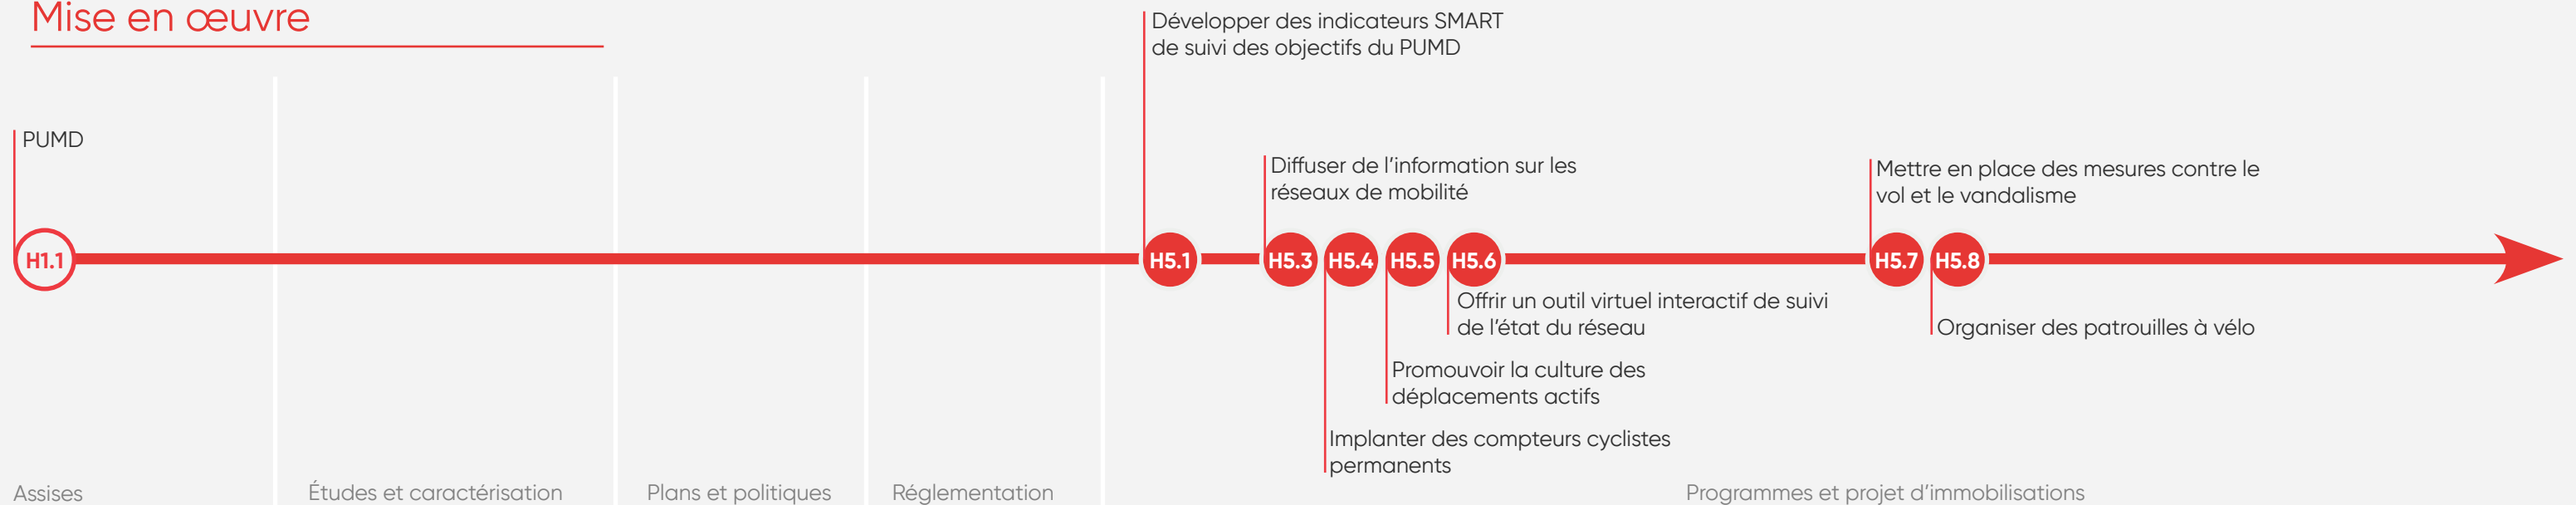 Mise en œuvre
Développer des indicateurs SMART
de suivi des objectifs du PUMD
PUMD
Diffuser de l’information sur les
réseaux de mobilité
Mettre en place des mesures contre le
vol et le vandalisme
H1.1
H5.1
H5.3
H5.4
H5.5
H5.6
H5.7
H5.8
Offrir un outil virtuel interactif de suivi
de l’état du réseau
Organiser des patrouilles à vélo
Promouvoir la culture des
déplacements actifs
Implanter des compteurs cyclistes
permanents
Assises
Études et caractérisation
Plans et politiques
Réglementation
Programmes et projet d’immobilisations